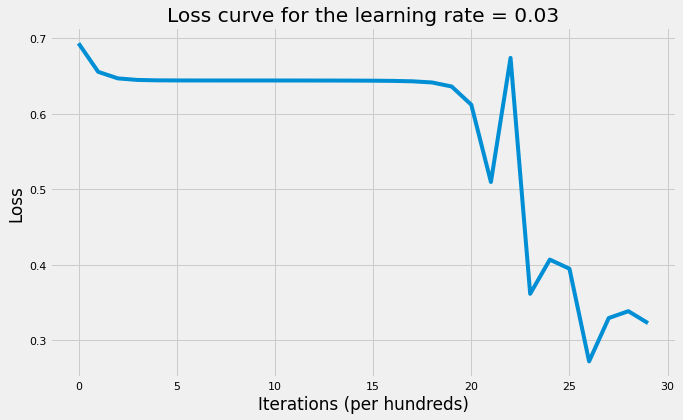 Loss curve for the learning rate = 0.03
0.7
0.6
0.5
0.4
0.3
Loss
0 5 10 15 20 25 30
Iterations (per hundreds)